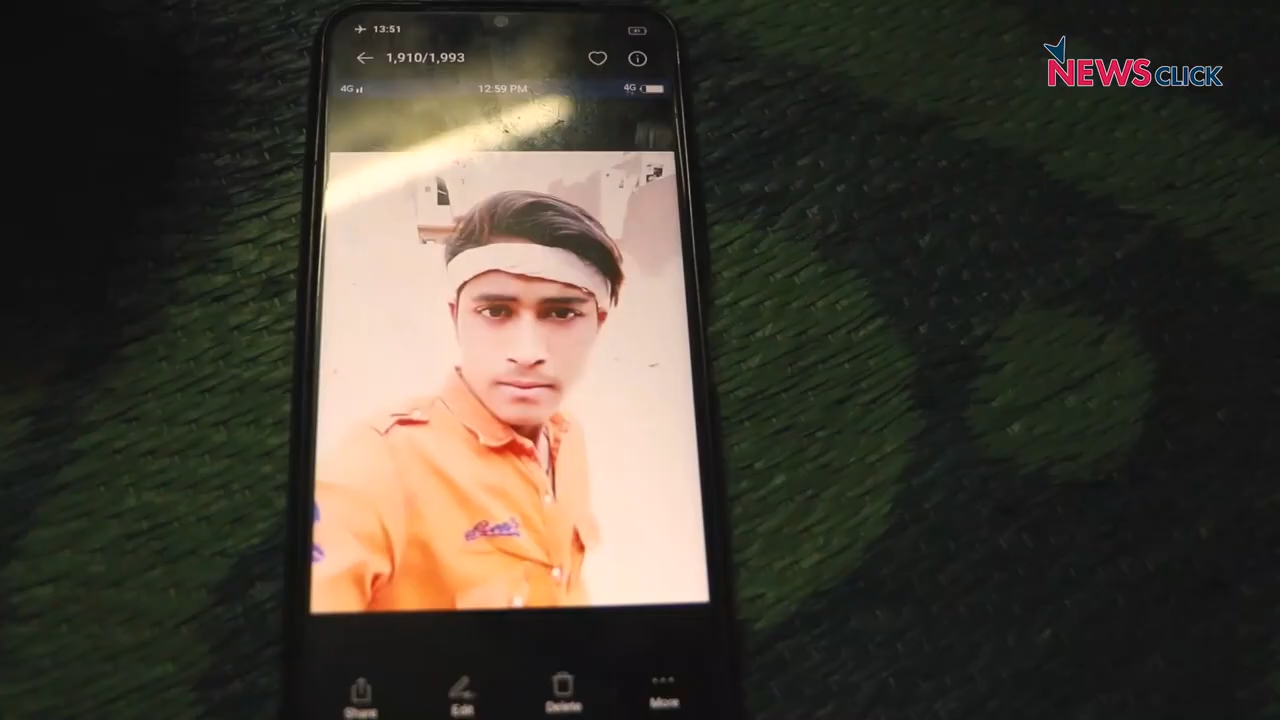 13:51
1,910/1,993
4G 12:59 PM 4G
NEWSCLICK
Share Edit Delete More